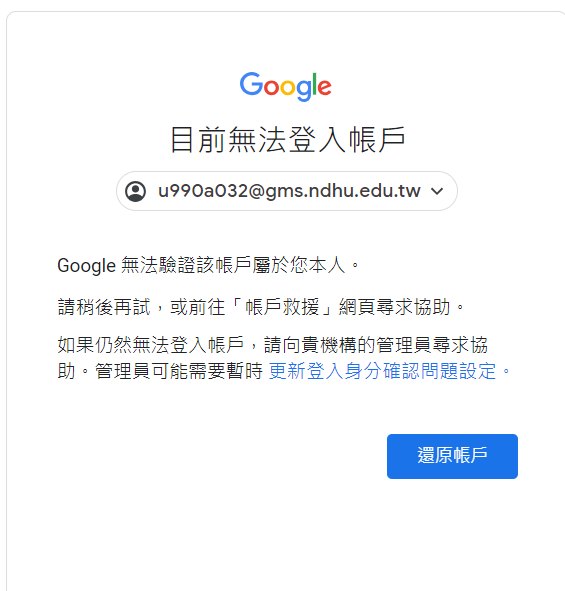 Google
目前無法登入帳戶
u990a032@gms.ndhu.edu.tw
Google 無法驗證該帳戶屬於您本人。
請稍後再試，或前往「帳戶救援」網頁尋求協助。
如果仍然無法登入帳戶，請向貴機構的管理員尋求協
助。管理員可能需要暫時 更新登入身分確認問題設定。
還原帳戶